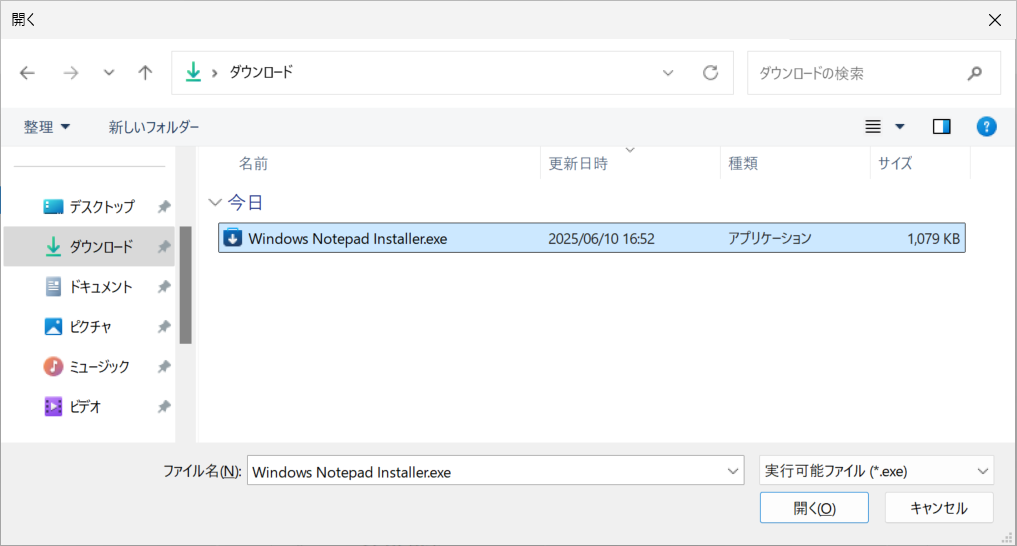 開く
ダウンロード
ダウンロードの検索
整理
新しいフォルダー
?
名前 更新日時 種類 サイズ
今日
Windows Notepad Installer.exe 2025/06/10 16:52 アプリケーション 1,079 KB
デスクトップ
ダウンロード
ドキュメント
ピクチャ
ミュージック
ビデオ
ファイル名(N): Windows Notepad Installer.exe 実行可能ファイル (*.exe)
開く(O) キャンセル